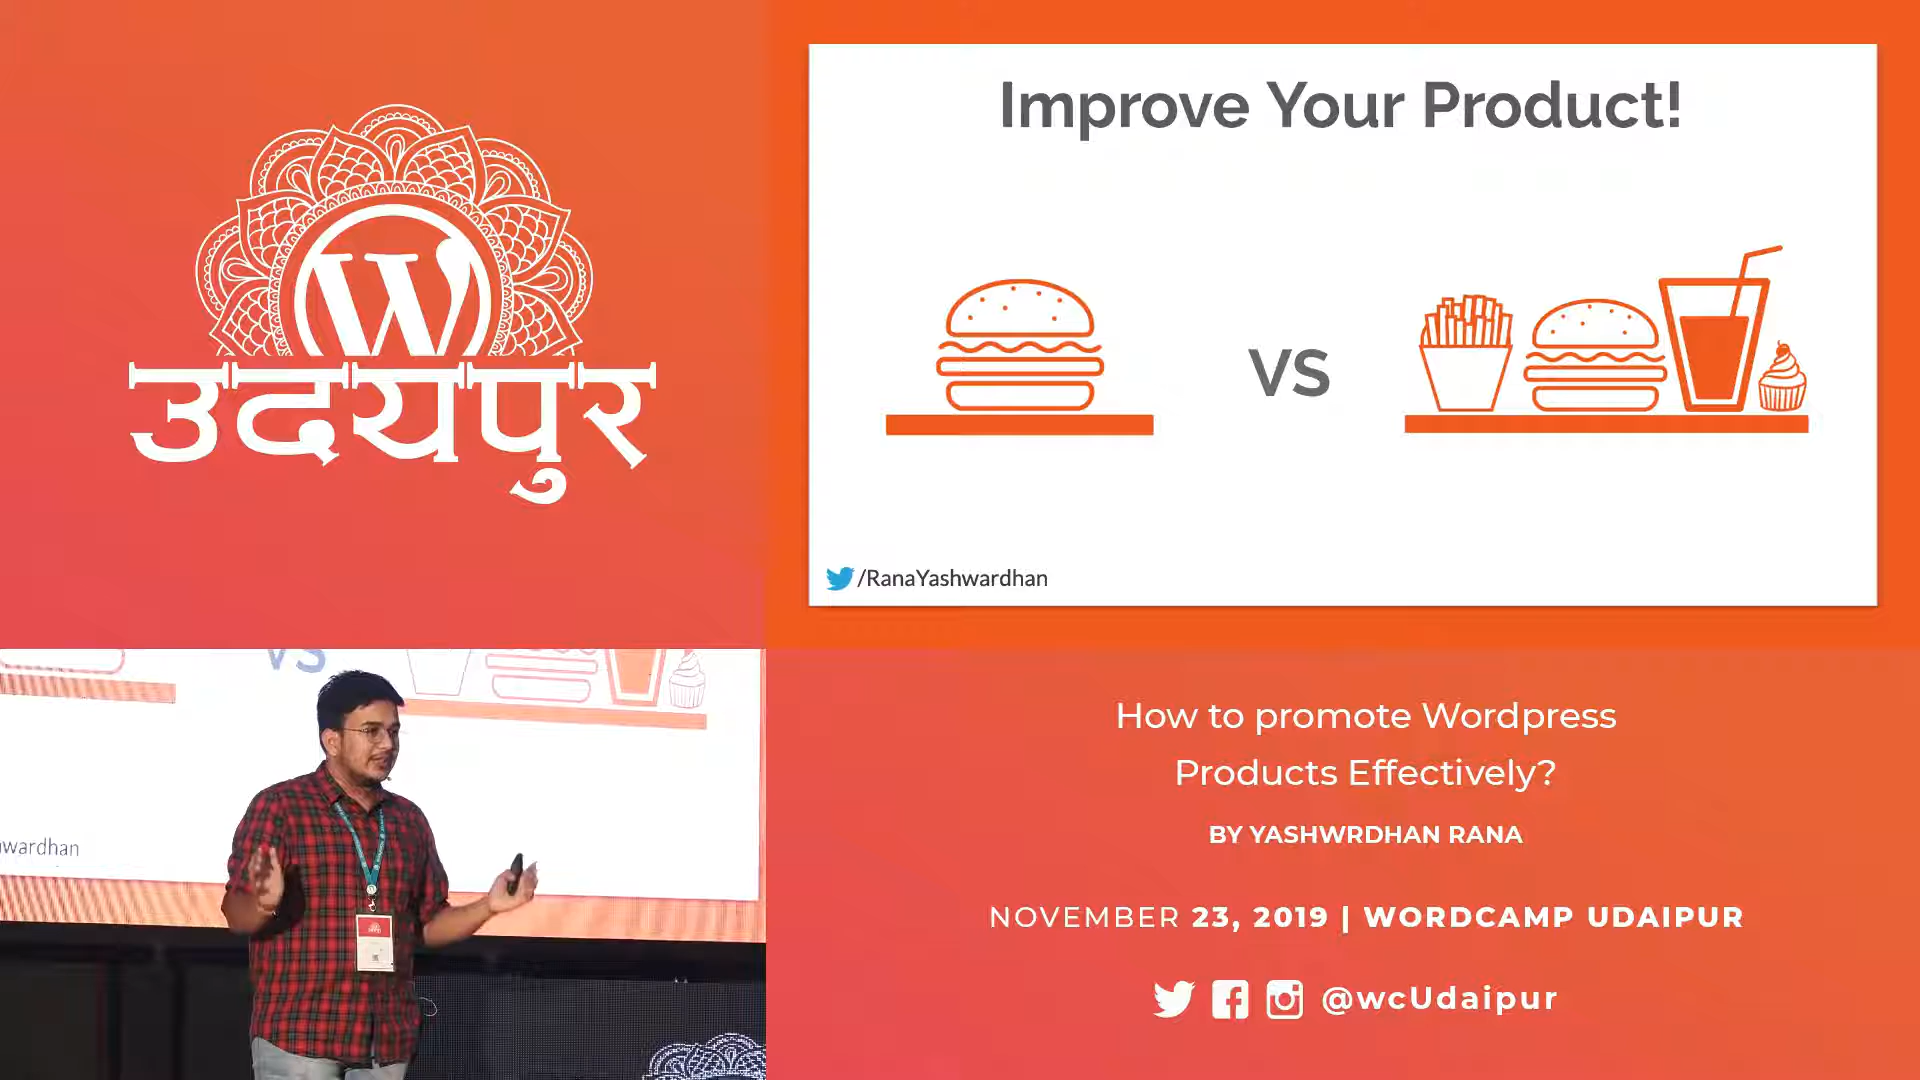 W
उदयपुर
Improve Your Product!
VS
/RanaYashwardhan
VS
wardhan
How to promote Wordpress
Products Effectively?
BY YASHWRDHAN RANA
NOVEMBER 23, 2019 | WORDCAMP UDAIPUR
@wcUdaipur